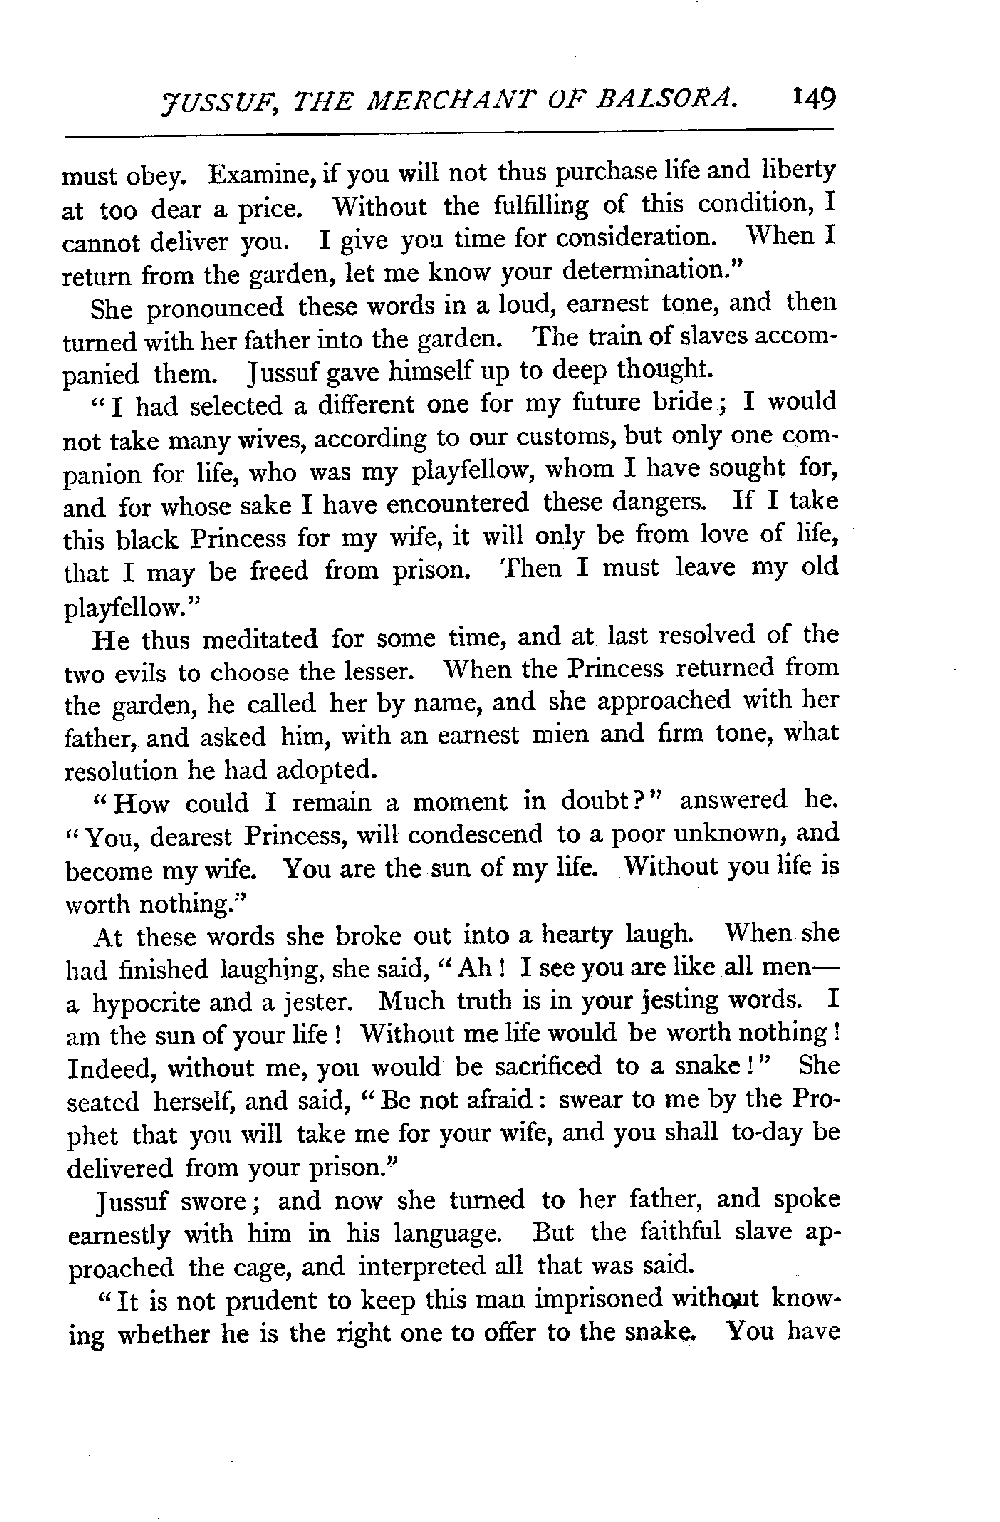 JUSSUF, THE MERCHANT OF BALSORA. 149
must obey. Examine, if you will not thus purchase life and liberty
at too dear a price. Without the fulfilling of this condition, I
cannot deliver you. I give you time for consideration. When I
return from the garden, let me know your determination."
She pronounced these words in a loud, earnest tone, and then
turned with her father into the garden. The train of slaves accom-
panied them. Jussuf gave himself up to deep thought.
"I had selected a different one for my future bride; I would
not take many wives, according to our customs, but only one com-
panion for life, who was my playfellow, whom I have sought for,
and for whose sake I have encountered these dangers. If I take
this black Princess for my wife, it will only be from love of life,
that I may be freed from prison. Then I must leave my old
playfellow."
He thus meditated for some time, and at last resolved of the
two evils to choose the lesser. When the Princess returned from
the garden, he called her by name, and she approached with her
father, and asked him, with an earnest mien and firm tone, what
resolution he had adopted.
"How could I remain a moment in doubt?" answered he.
"You, dearest Princess, will condescend to a poor unknown, and
become my wife. You are the sun of my life. Without you life is
worth nothing."
At these words she broke out into a hearty laugh. When she
had finished laughing, she said, "Ah! I see you are like all men—
a hypocrite and a jester. Much truth is in your jesting words. I
am the sun of your life! Without me life would be worth nothing!
Indeed, without me, you would be sacrificed to a snake!" She
seated herself, and said, "Be not afraid: swear to me by the Pro-
phet that you will take me for your wife, and you shall to-day be
delivered from your prison."
Jussuf swore; and now she turned to her father, and spoke
earnestly with him in his language. But the faithful slave ap-
proached the cage, and interpreted all that was said.
"It is not prudent to keep this man imprisoned without know-
ing whether he is the right one to offer to the snake. You have